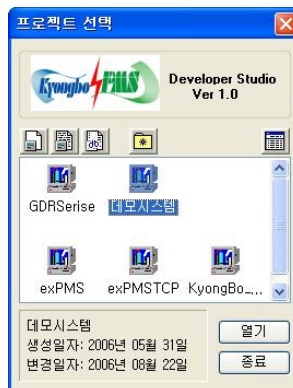 프로젝트 선택
Kyongbo PMS
Developer Studio
Ver 1.0
GDRSerise
데모시스템
exPMS
exPMSTCP
KyongBo_...
데모시스템
생성일자: 2006년 05월 31일
변경일자: 2006년 08월 22일
열기
종료